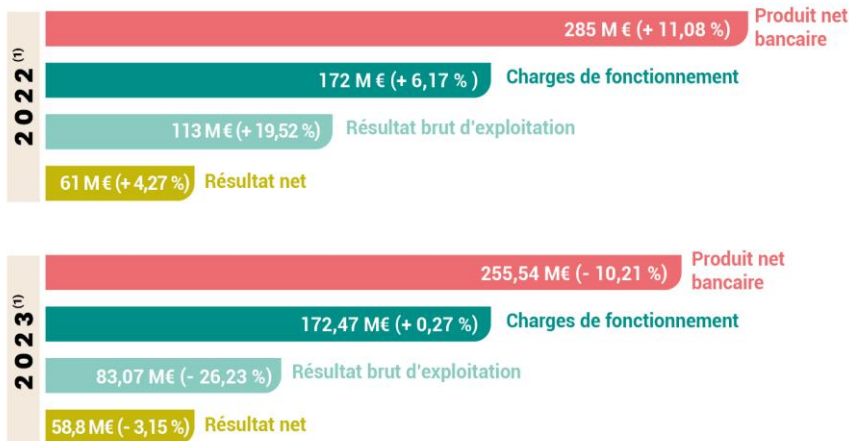 2022 (1)
285 M € (+ 11,08 %)
Produit net
bancaire
172 M € (+ 6,17 % )
Charges de fonctionnement
113 M € (+ 19,52 %)
Résultat brut d'exploitation
61 M € (+ 4,27 %)
Résultat net
2023 (1)
255,54 M€ (- 10,21 %)
Produit net
bancaire
172,47 M€ (+ 0,27 %)
Charges de fonctionnement
83,07 M€ (- 26,23 %)
Résultat brut d'exploitation
58,8 M€ (- 3,15 %)
Résultat net